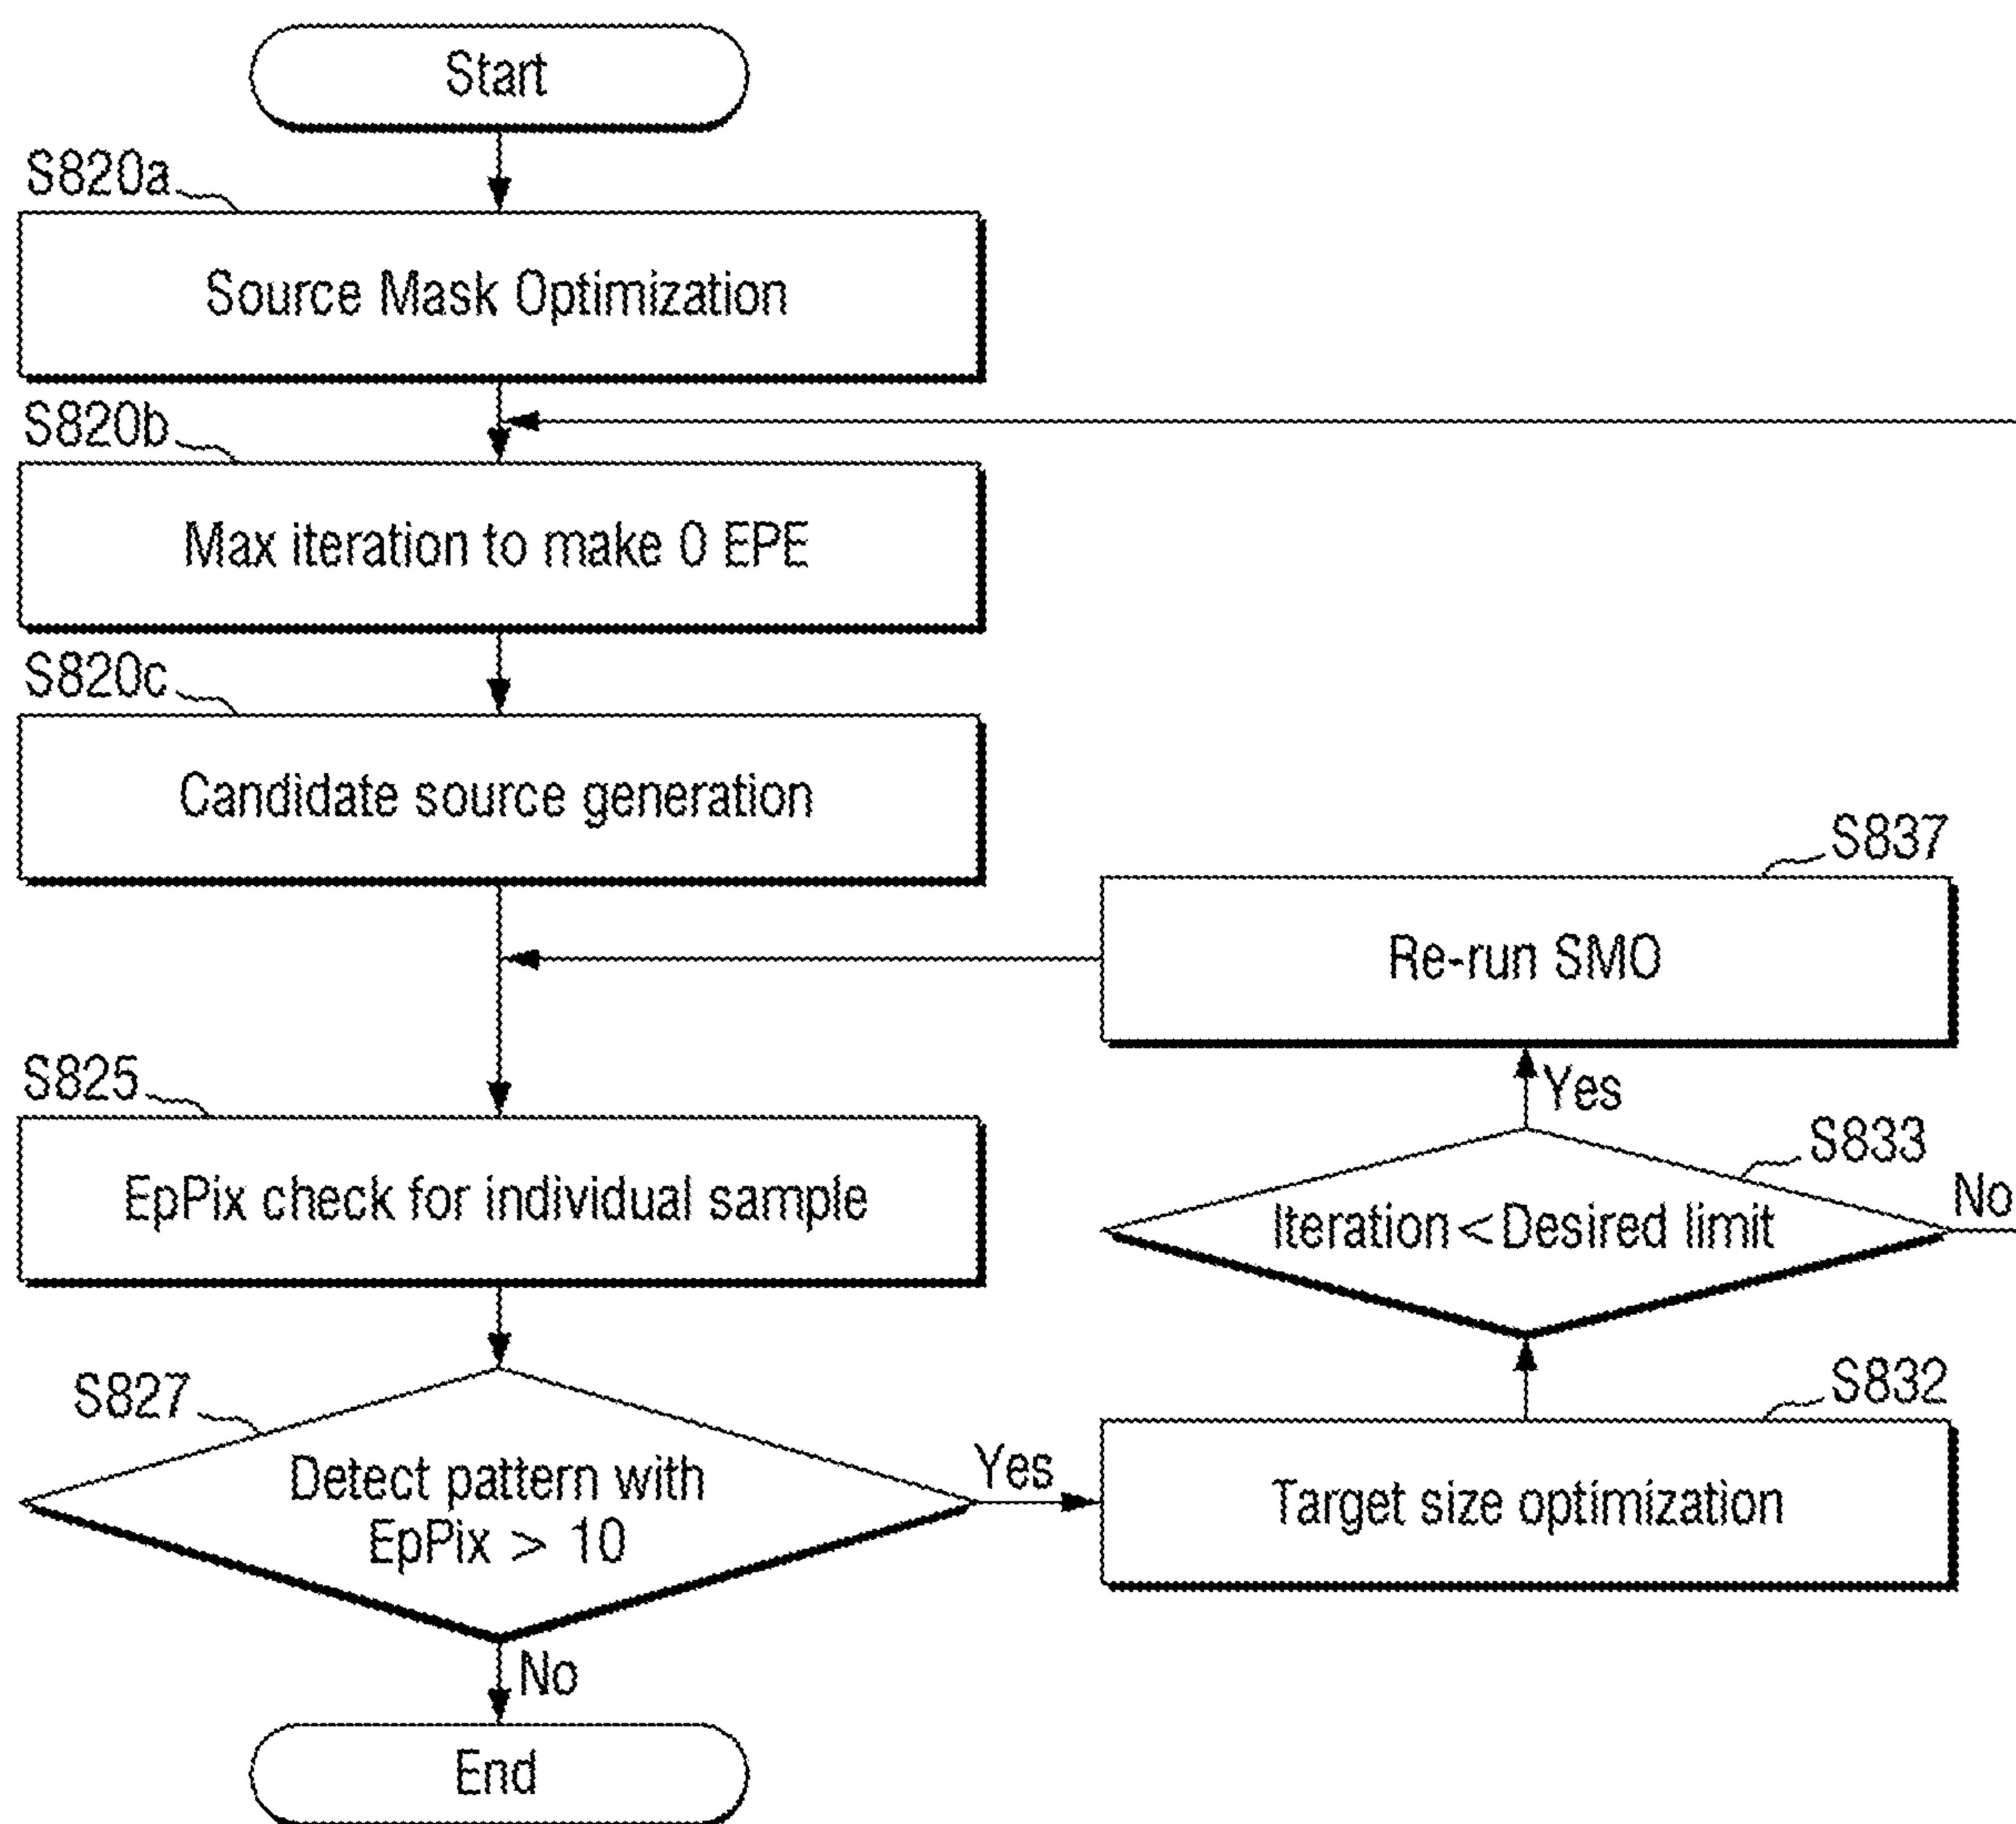 Start
S820a
Source Mask Optimization
S820b
Max iteration to make 0 EPE
S820c
Candidate source generation
S837
Re-run SMO
S825
EpPix check for individual sample
Yes
S833
Iteration < Desired limit
No
S827
Detect pattern with
EpPix > 10
Yes
S832
Target size optimization
No
End